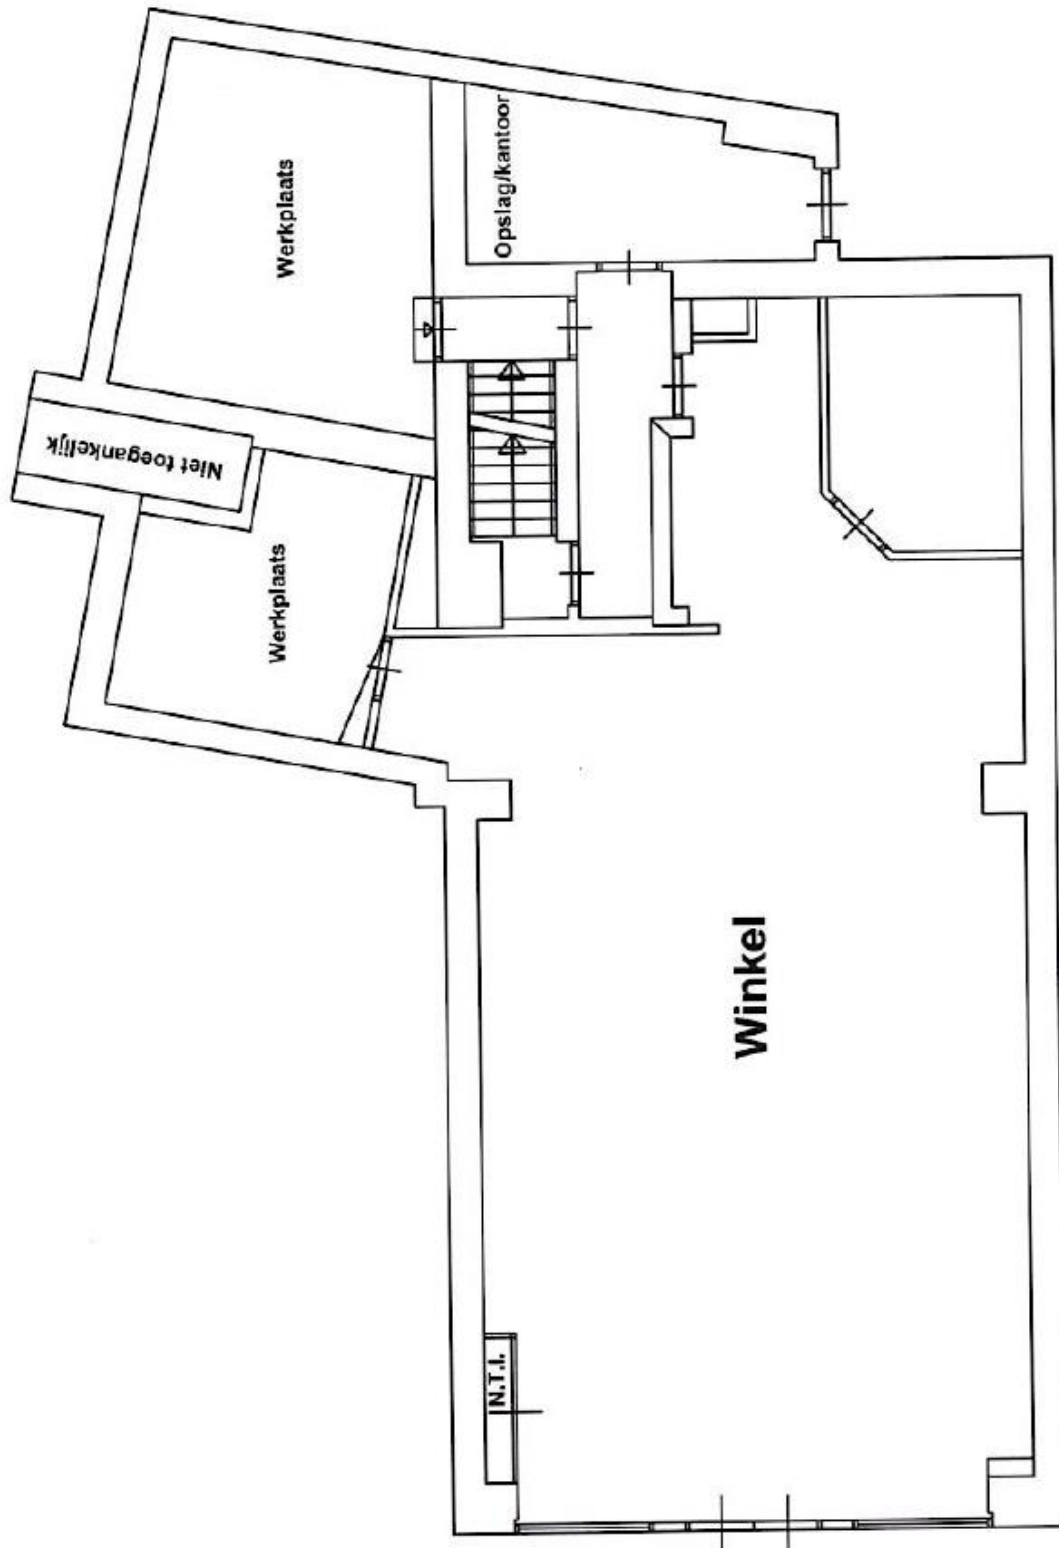 Werkplaats
Opslag/kantoor
Niet toegankelijk
Werkplaats
Winkel
N.T.I.